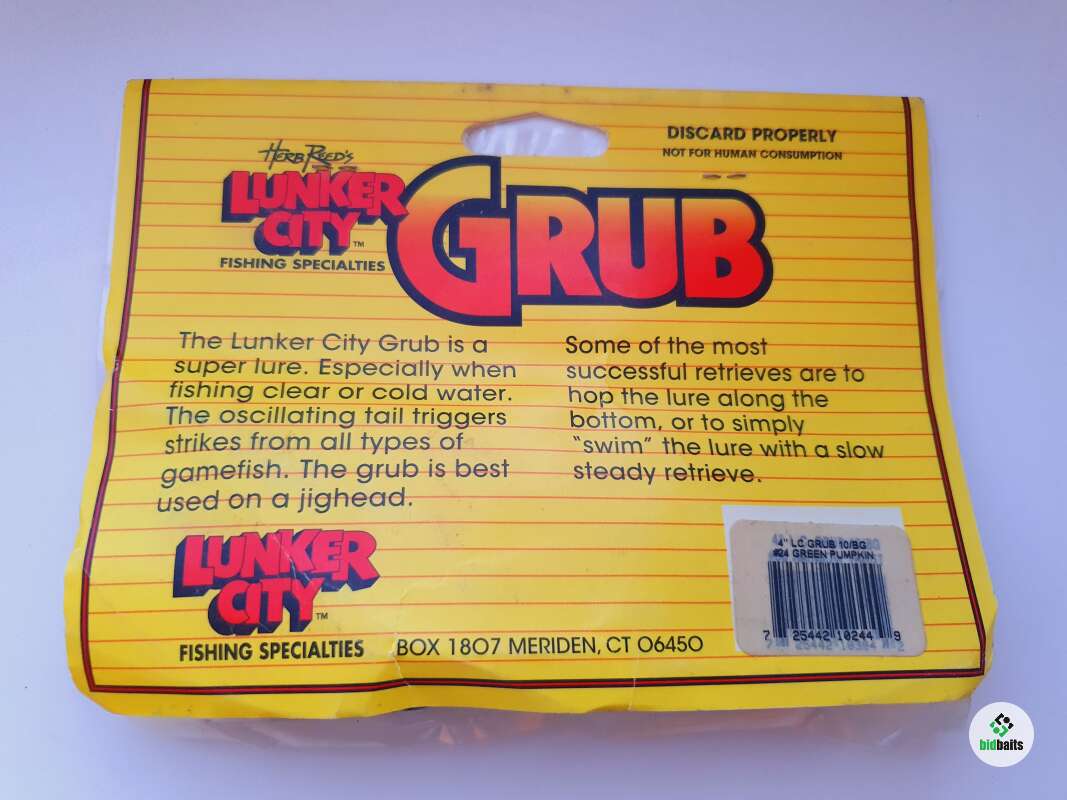 DISCARD PROPERLY
NOT FOR HUMAN CONSUMPTION
HERB REED'S
LUNKER
CITY™
FISHING SPECIALTIES
GRUB
The Lunker City Grub is a
super lure. Especially when
fishing clear or cold water.
The oscillating tail triggers
strikes from all types of
gamefish. The grub is best
used on a jighead.
Some of the most
successful retrieves are to
hop the lure along the
bottom, or to simply
"swim" the lure with a slow
steady retrieve.
LUNKER
CITY™
FISHING SPECIALTIES
BOX 1807 MERIDEN, CT 06450
4" LC GRUB 10/BG
#24 GREEN PUMPKIN
7 25442 10244 9
bidbaits